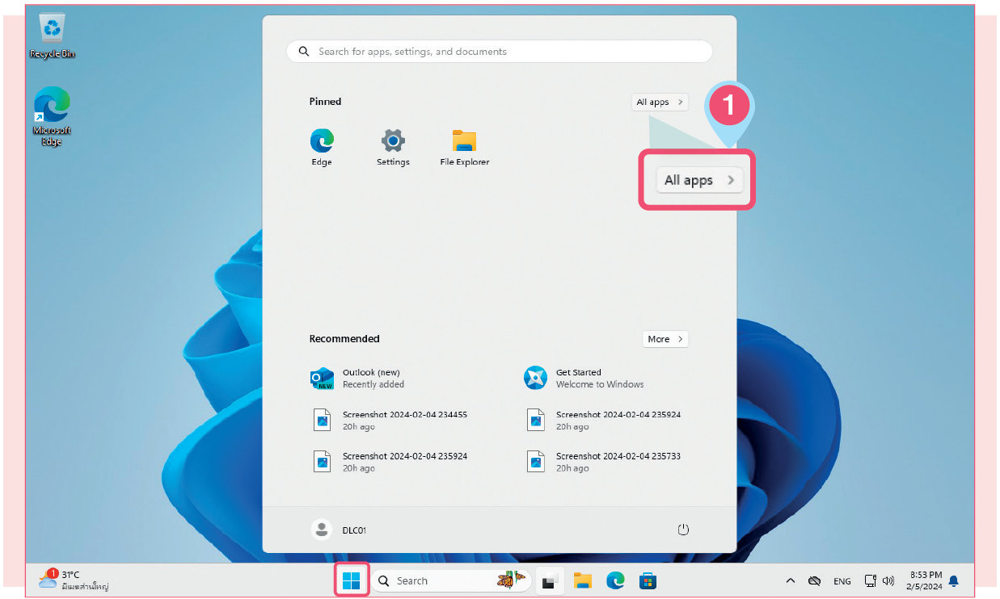 Recycle Bin
Microsoft
Edge
Search for apps, settings, and documents
Pinned
All apps
1
Edge
Settings
File Explorer
All apps
Recommended
More
Outlook (new)
Recently added
NEW
Get Started
Welcome to Windows
Screenshot 2024-02-04 234455
20h ago
Screenshot 2024-02-04 235924
20h ago
Screenshot 2024-02-04 235924
20h ago
Screenshot 2024-02-04 235733
20h ago
DLC01
1
31°C
มีเมฆส่วนใหญ่
Search
ENG
8:53 PM
2/5/2024